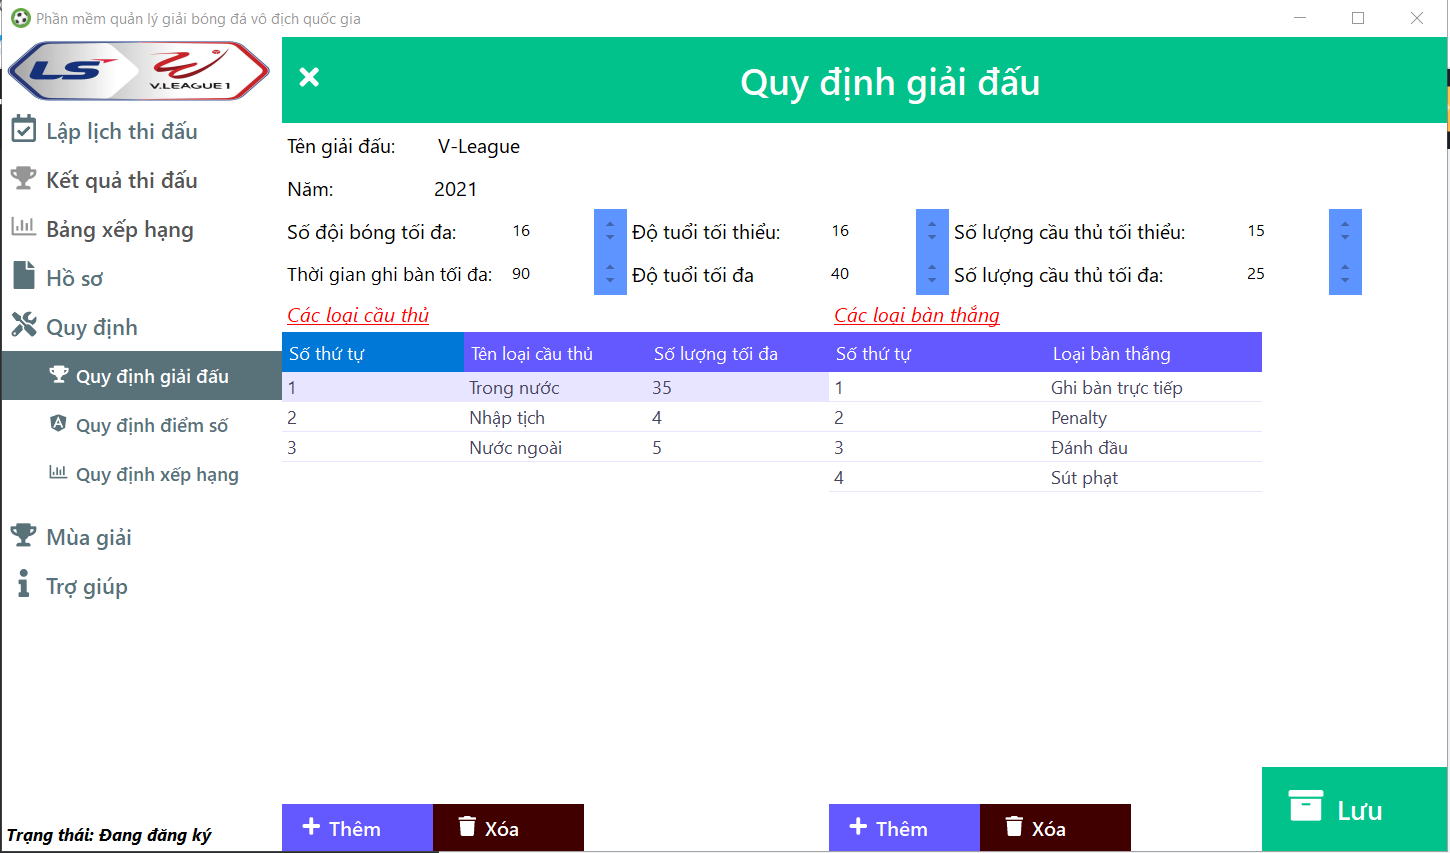 Phần mềm quản lý giải bóng đá vô địch quốc gia
LS V.LEAGUE 1
Lập lịch thi đấu
Kết quả thi đấu
Bảng xếp hạng
Hồ sơ
Quy định
Quy định giải đấu
Quy định điểm số
Quy định xếp hạng
Mùa giải
Trợ giúp
Trạng thái: Đang đăng ký
Quy định giải đấu
Tên giải đấu: V-League
Năm: 2021
Số đội bóng tối đa: 16 Độ tuổi tối thiểu: 16 Số lượng cầu thủ tối thiểu: 15
Thời gian ghi bàn tối đa: 90 Độ tuổi tối đa 40 Số lượng cầu thủ tối đa: 25
Các loại cầu thủ
Số thứ tự Tên loại cầu thủ Số lượng tối đa
1 Trong nước 35
2 Nhập tịch 4
3 Nước ngoài 5
Thêm Xóa
Các loại bàn thắng
Số thứ tự Loại bàn thắng
1 Ghi bàn trực tiếp
2 Penalty
3 Đánh đầu
4 Sút phạt
Thêm Xóa
Lưu